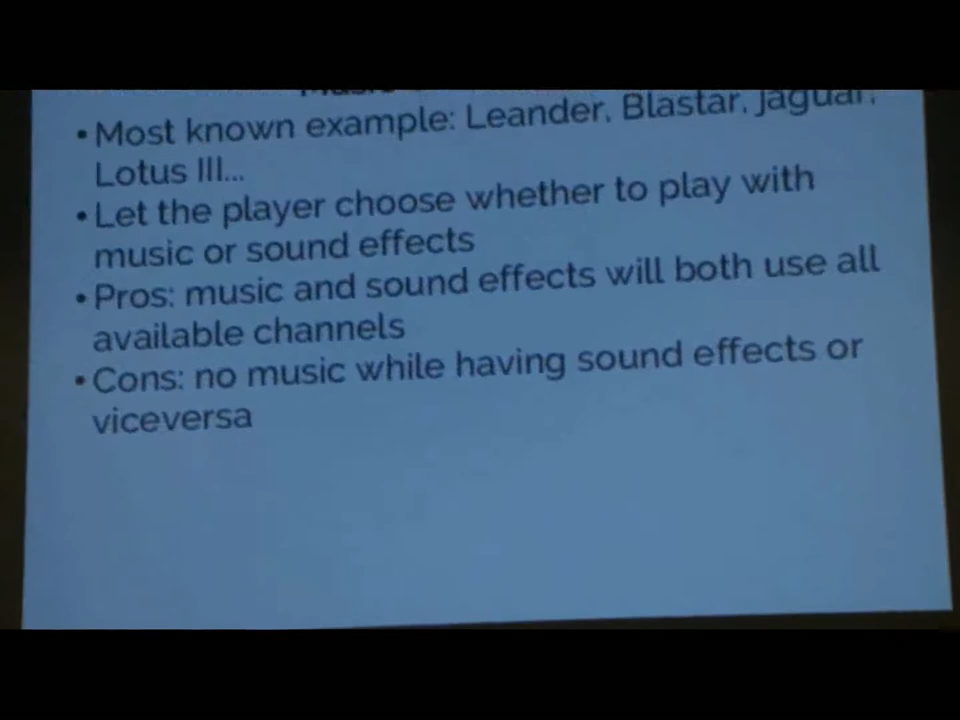 • Most known example: Leander, Blastar, Jaguar,
Lotus III...
• Let the player choose whether to play with
music or sound effects
• Pros: music and sound effects will both use all
available channels
• Cons: no music while having sound effects or
viceversa